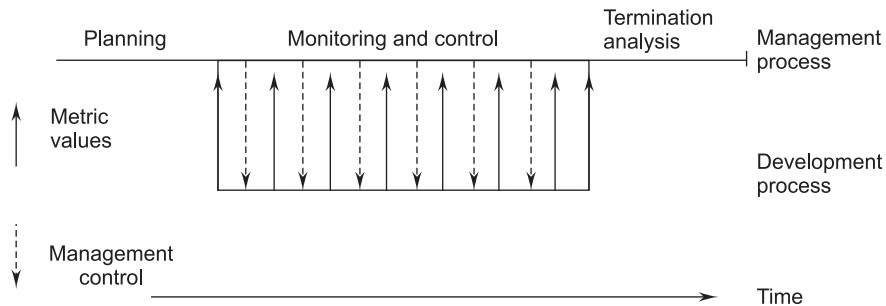 Planning
Monitoring and control
Termination
analysis
Management
process
Metric
values
Development
process
Management
control
Time